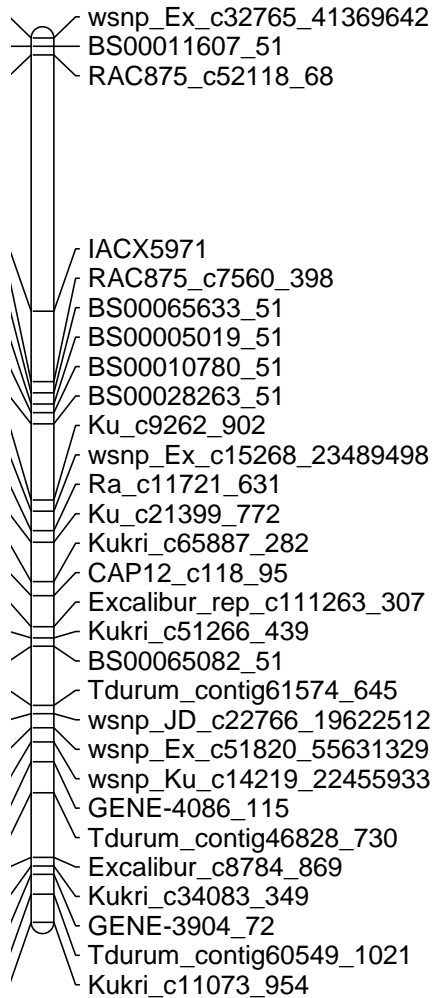 wsnp_Ex_c32765_41369642
BS00011607_51
RAC875_c52118_68
IACX5971
RAC875_c7560_398
BS00065633_51
BS00005019_51
BS00010780_51
BS00028263_51
Ku_c9262_902
wsnp_Ex_c15268_23489498
Ra_c11721_631
Ku_c21399_772
Kukri_c65887_282
CAP12_c118_95
Excalibur_rep_c111263_307
Kukri_c51266_439
BS00065082_51
Tdurum_contig61574_645
wsnp_JD_c22766_19622512
wsnp_Ex_c51820_55631329
wsnp_Ku_c14219_22455933
GENE-4086_115
Tdurum_contig46828_730
Excalibur_c8784_869
Kukri_c34083_349
GENE-3904_72
Tdurum_contig60549_1021
Kukri_c11073_954